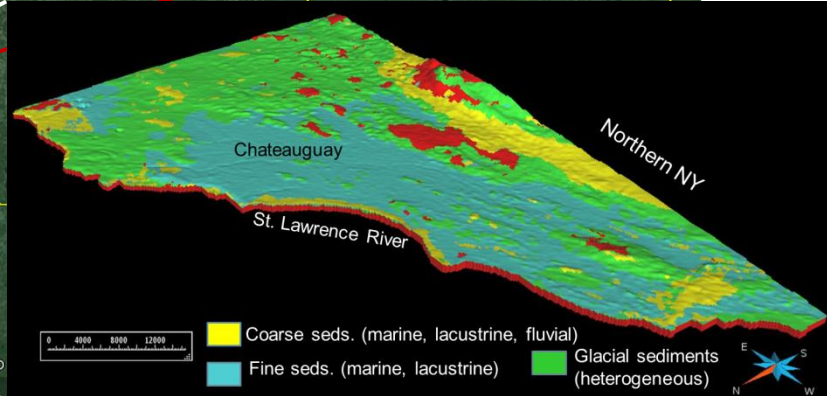 Chateauguay
Northern NY
St. Lawrence River
0 4000 8000 12000
Coarse seds. (marine, lacustrine, fluvial)
Fine seds. (marine, lacustrine)
Glacial sediments
(heterogeneous)
E
S
N
W